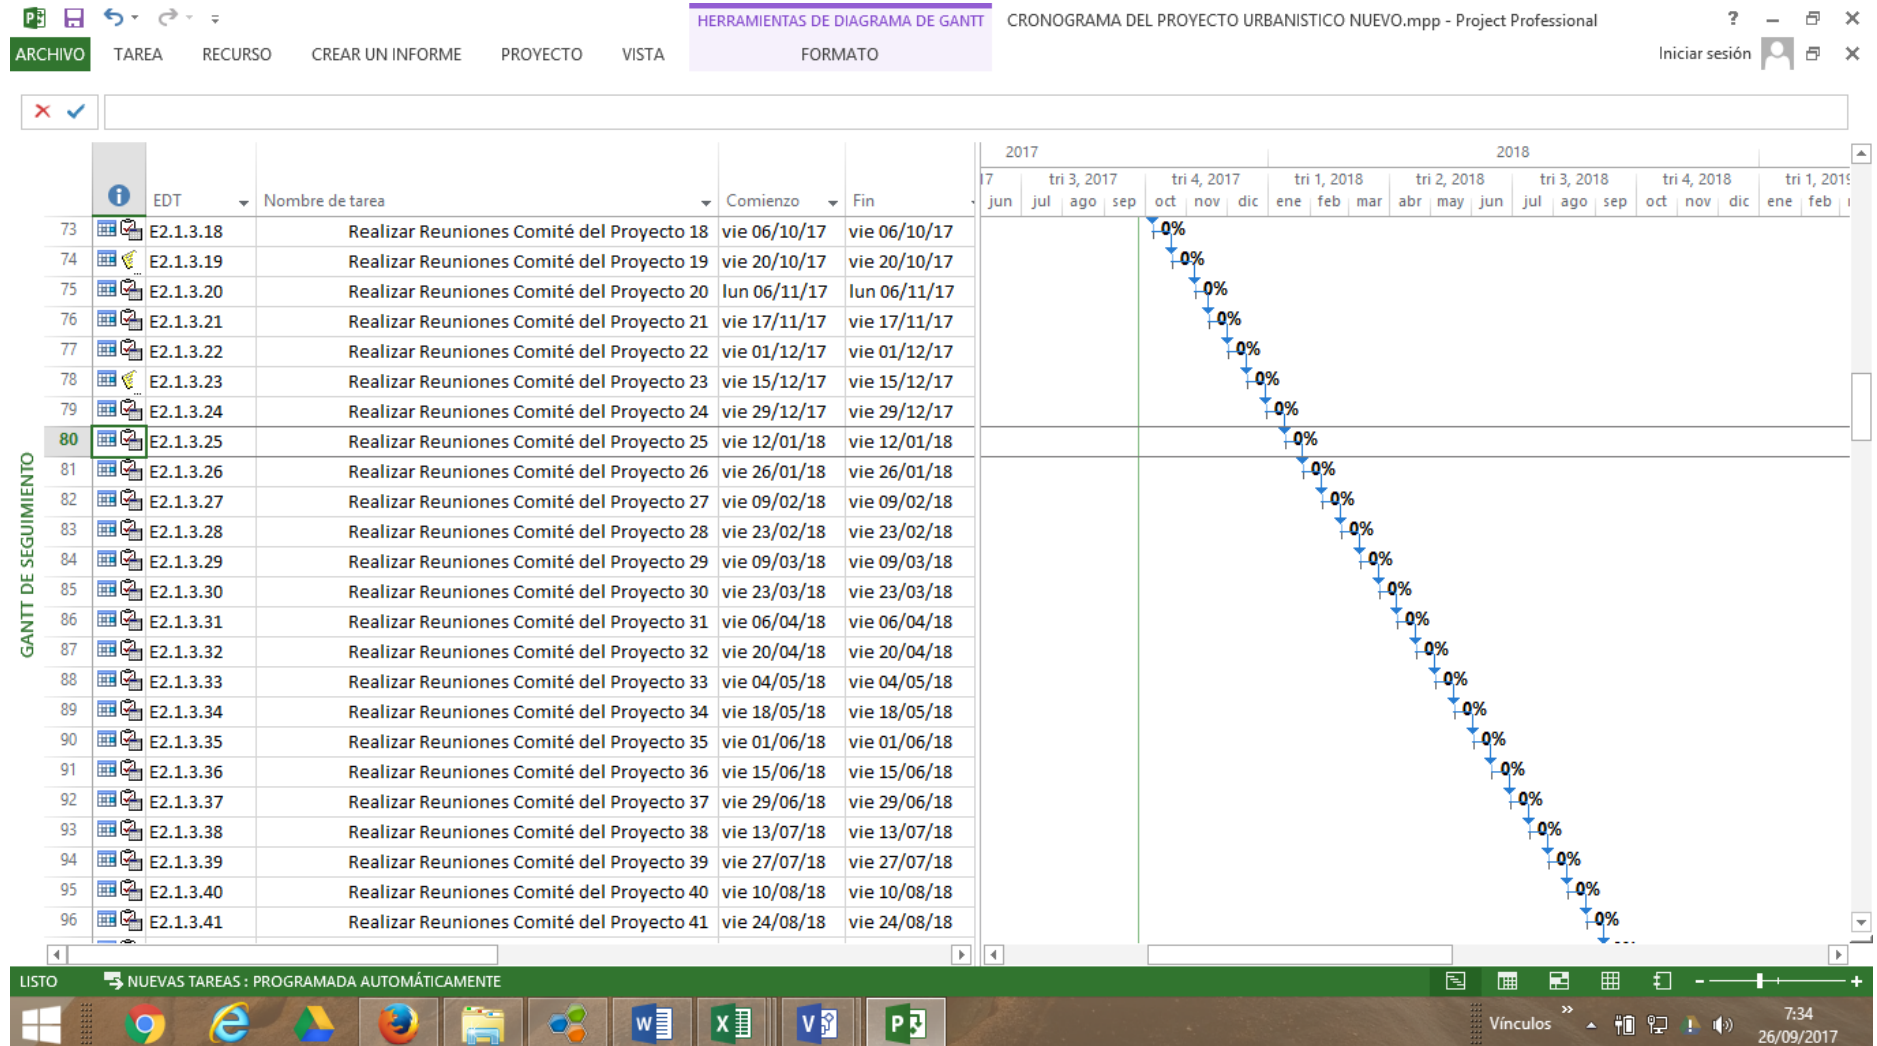 HERRAMIENTAS DE DIAGRAMA DE GANTT
CRONOGRAMA DEL PROYECTO URBANISTICO NUEVO.mpp - Project Professional
ARCHIVO TAREA RECURSO CREAR UN INFORME PROYECTO VISTA FORMATO Iniciar sesión
2017 2018
17 tri 3, 2017 tri 4, 2017 tri 1, 2018 tri 2, 2018 tri 3, 2018 tri 4, 2018 tri 1, 2019
EDT Nombre de tarea Comienzo Fin jun jul ago sep oct nov dic ene feb mar abr may jun jul ago sep oct nov dic ene feb
73 E2.1.3.18 Realizar Reuniones Comité del Proyecto 18 vie 06/10/17 vie 06/10/17 0%
74 E2.1.3.19 Realizar Reuniones Comité del Proyecto 19 vie 20/10/17 vie 20/10/17 0%
75 E2.1.3.20 Realizar Reuniones Comité del Proyecto 20 lun 06/11/17 lun 06/11/17 0%
76 E2.1.3.21 Realizar Reuniones Comité del Proyecto 21 vie 17/11/17 vie 17/11/17 0%
77 E2.1.3.22 Realizar Reuniones Comité del Proyecto 22 vie 01/12/17 vie 01/12/17 0%
78 E2.1.3.23 Realizar Reuniones Comité del Proyecto 23 vie 15/12/17 vie 15/12/17 0%
79 E2.1.3.24 Realizar Reuniones Comité del Proyecto 24 vie 29/12/17 vie 29/12/17 0%
80 E2.1.3.25 Realizar Reuniones Comité del Proyecto 25 vie 12/01/18 vie 12/01/18 0%
81 E2.1.3.26 Realizar Reuniones Comité del Proyecto 26 vie 26/01/18 vie 26/01/18 0%
82 E2.1.3.27 Realizar Reuniones Comité del Proyecto 27 vie 09/02/18 vie 09/02/18 0%
83 E2.1.3.28 Realizar Reuniones Comité del Proyecto 28 vie 23/02/18 vie 23/02/18 0%
84 E2.1.3.29 Realizar Reuniones Comité del Proyecto 29 vie 09/03/18 vie 09/03/18 0%
85 E2.1.3.30 Realizar Reuniones Comité del Proyecto 30 vie 23/03/18 vie 23/03/18 0%
86 E2.1.3.31 Realizar Reuniones Comité del Proyecto 31 vie 06/04/18 vie 06/04/18 0%
87 E2.1.3.32 Realizar Reuniones Comité del Proyecto 32 vie 20/04/18 vie 20/04/18 0%
88 E2.1.3.33 Realizar Reuniones Comité del Proyecto 33 vie 04/05/18 vie 04/05/18 0%
89 E2.1.3.34 Realizar Reuniones Comité del Proyecto 34 vie 18/05/18 vie 18/05/18 0%
90 E2.1.3.35 Realizar Reuniones Comité del Proyecto 35 vie 01/06/18 vie 01/06/18 0%
91 E2.1.3.36 Realizar Reuniones Comité del Proyecto 36 vie 15/06/18 vie 15/06/18 0%
92 E2.1.3.37 Realizar Reuniones Comité del Proyecto 37 vie 29/06/18 vie 29/06/18 0%
93 E2.1.3.38 Realizar Reuniones Comité del Proyecto 38 vie 13/07/18 vie 13/07/18 0%
94 E2.1.3.39 Realizar Reuniones Comité del Proyecto 39 vie 27/07/18 vie 27/07/18 0%
95 E2.1.3.40 Realizar Reuniones Comité del Proyecto 40 vie 10/08/18 vie 10/08/18 0%
96 E2.1.3.41 Realizar Reuniones Comité del Proyecto 41 vie 24/08/18 vie 24/08/18 0%
GANTT DE SEGUIMIENTO
LISTO NUEVAS TAREAS : PROGRAMADA AUTOMÁTICAMENTE
Vínculos
7:34
26/09/2017